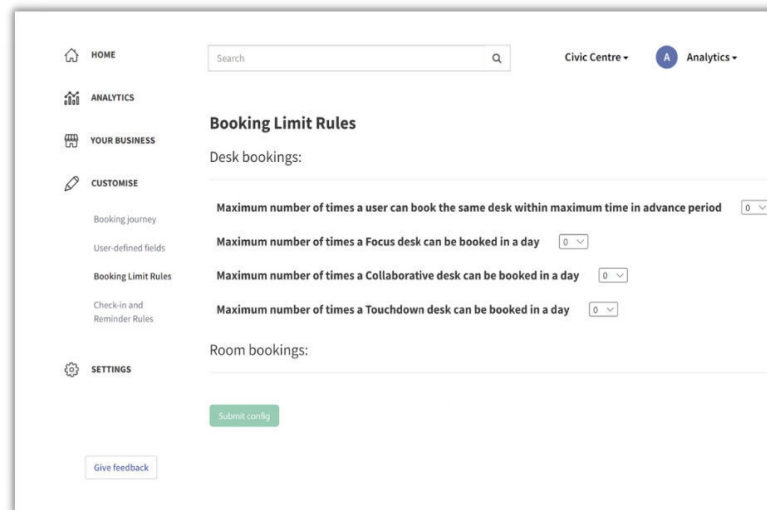 HOME
Search
Civic Centre
A
Analytics
ANALYTICS
YOUR BUSINESS
CUSTOMISE
Booking journey
User-defined fields
Booking Limit Rules
Check-in and
Reminder Rules
SETTINGS
Give feedback
Booking Limit Rules
Desk bookings:
Maximum number of times a user can book the same desk within maximum time in advance period 0
Maximum number of times a Focus desk can be booked in a day 0
Maximum number of times a Collaborative desk can be booked in a day 0
Maximum number of times a Touchdown desk can be booked in a day 0
Room bookings:
Submit config